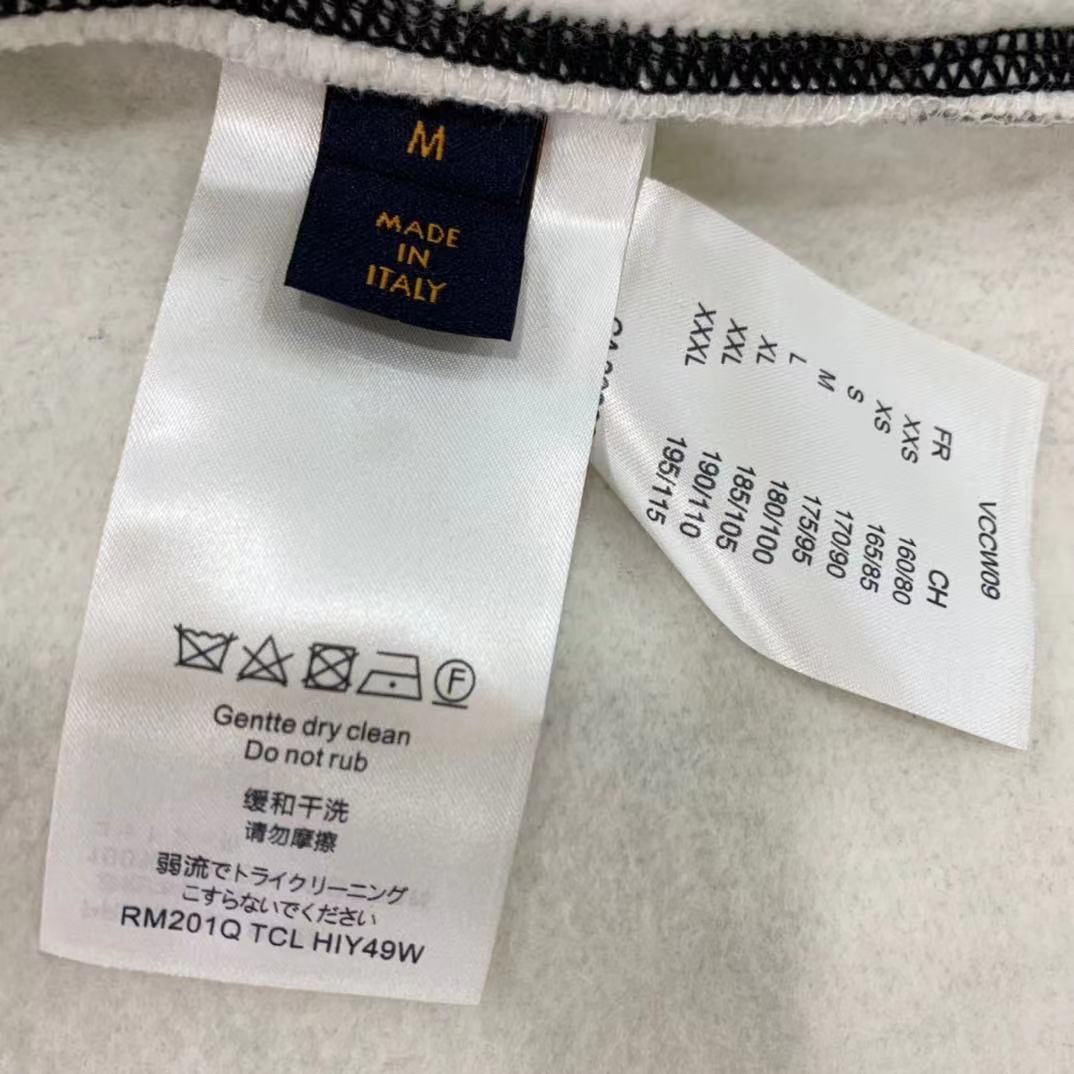 M
MADE
IN
ITALY
Gentte dry clean
Do not rub
缓和干洗
请勿摩擦
弱流でトライクリーニング
こすらないでください
RM201Q TCL HIY49W
F
VCCW09
FR CH
XXS 160/80
XS 165/85
S 170/90
M 175/95
L 180/100
XL 185/105
XXL 190/110
XXXL 195/115